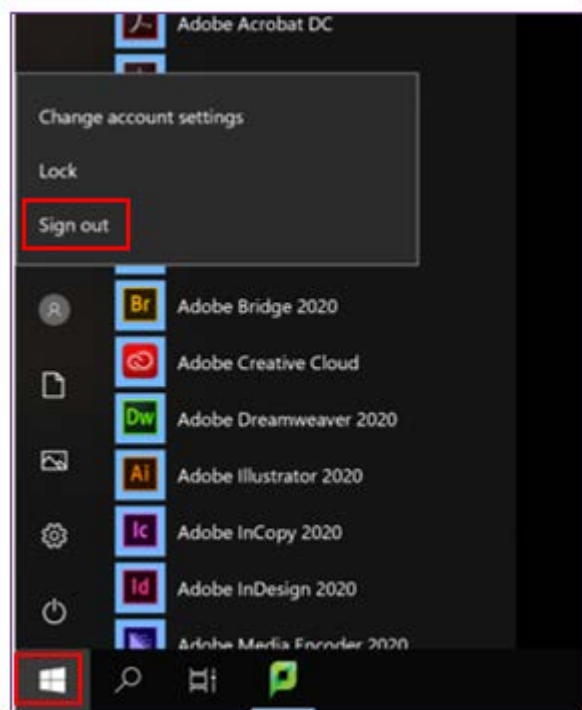 Adobe Acrobat DC
Change account settings
Lock
Sign out
Br Adobe Bridge 2020
Adobe Creative Cloud
Dw Adobe Dreamweaver 2020
Ai Adobe Illustrator 2020
Ic Adobe InCopy 2020
Id Adobe InDesign 2020
Adobe Media Encoder 2020